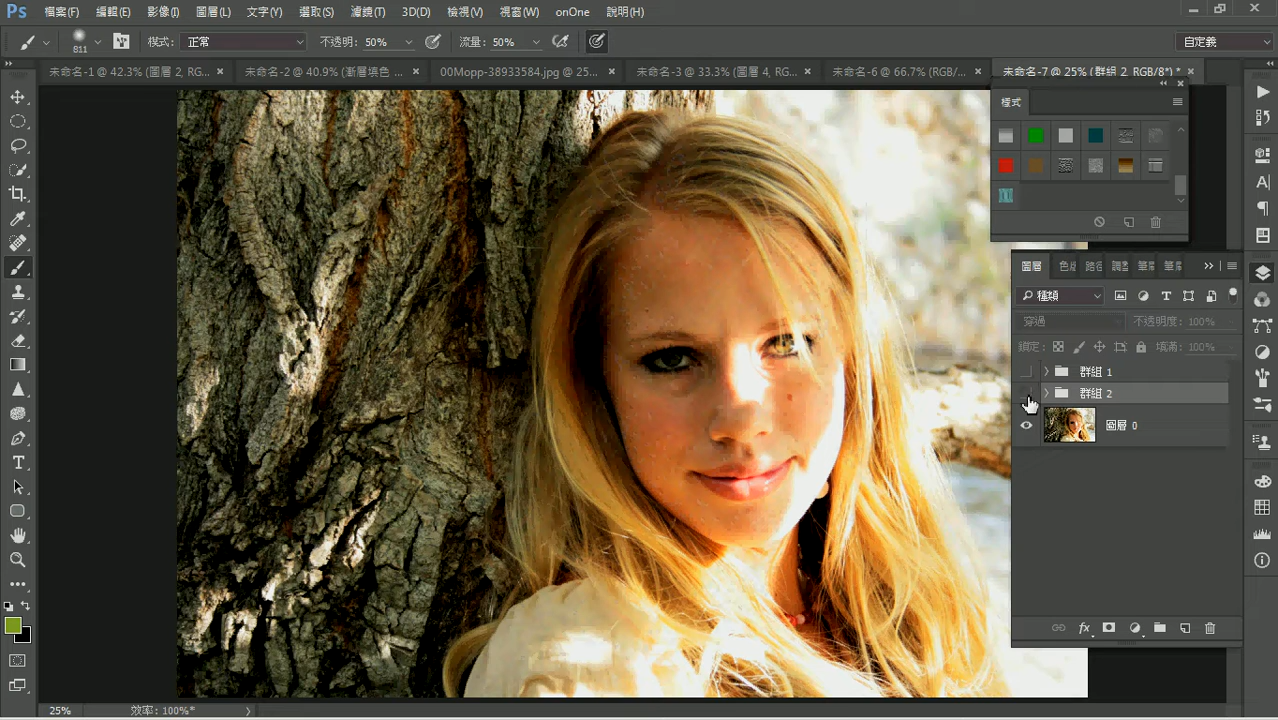 Ps 檔案(F) 編輯(E) 影像(I) 圖層(L) 文字(Y) 選取(S) 濾鏡(T) 3D(D) 檢視(V) 視窗(W) onOne 說明(H)
811 模式: 正常 不透明: 50% 流量: 50% 自定義
未命名-1 @ 42.3% (圖層 2, RG... × 未命名-2 @ 40.9% (漸層填色 ... × 00Mopp-38933584.jpg @ 25... × 未命名-3 @ 33.3% (圖層 4, RG... × 未命名-6 @ 66.7% (RGB/... × 未命名-7 @ 25% (群組 2, RGB/8*) * ×
樣式
圖層 色版 路徑
種類
穿過 不透明度: 100%
鎖定: 填滿: 100%
群組 1
群組 2
圖層 0
fx
25% 效率: 100%*